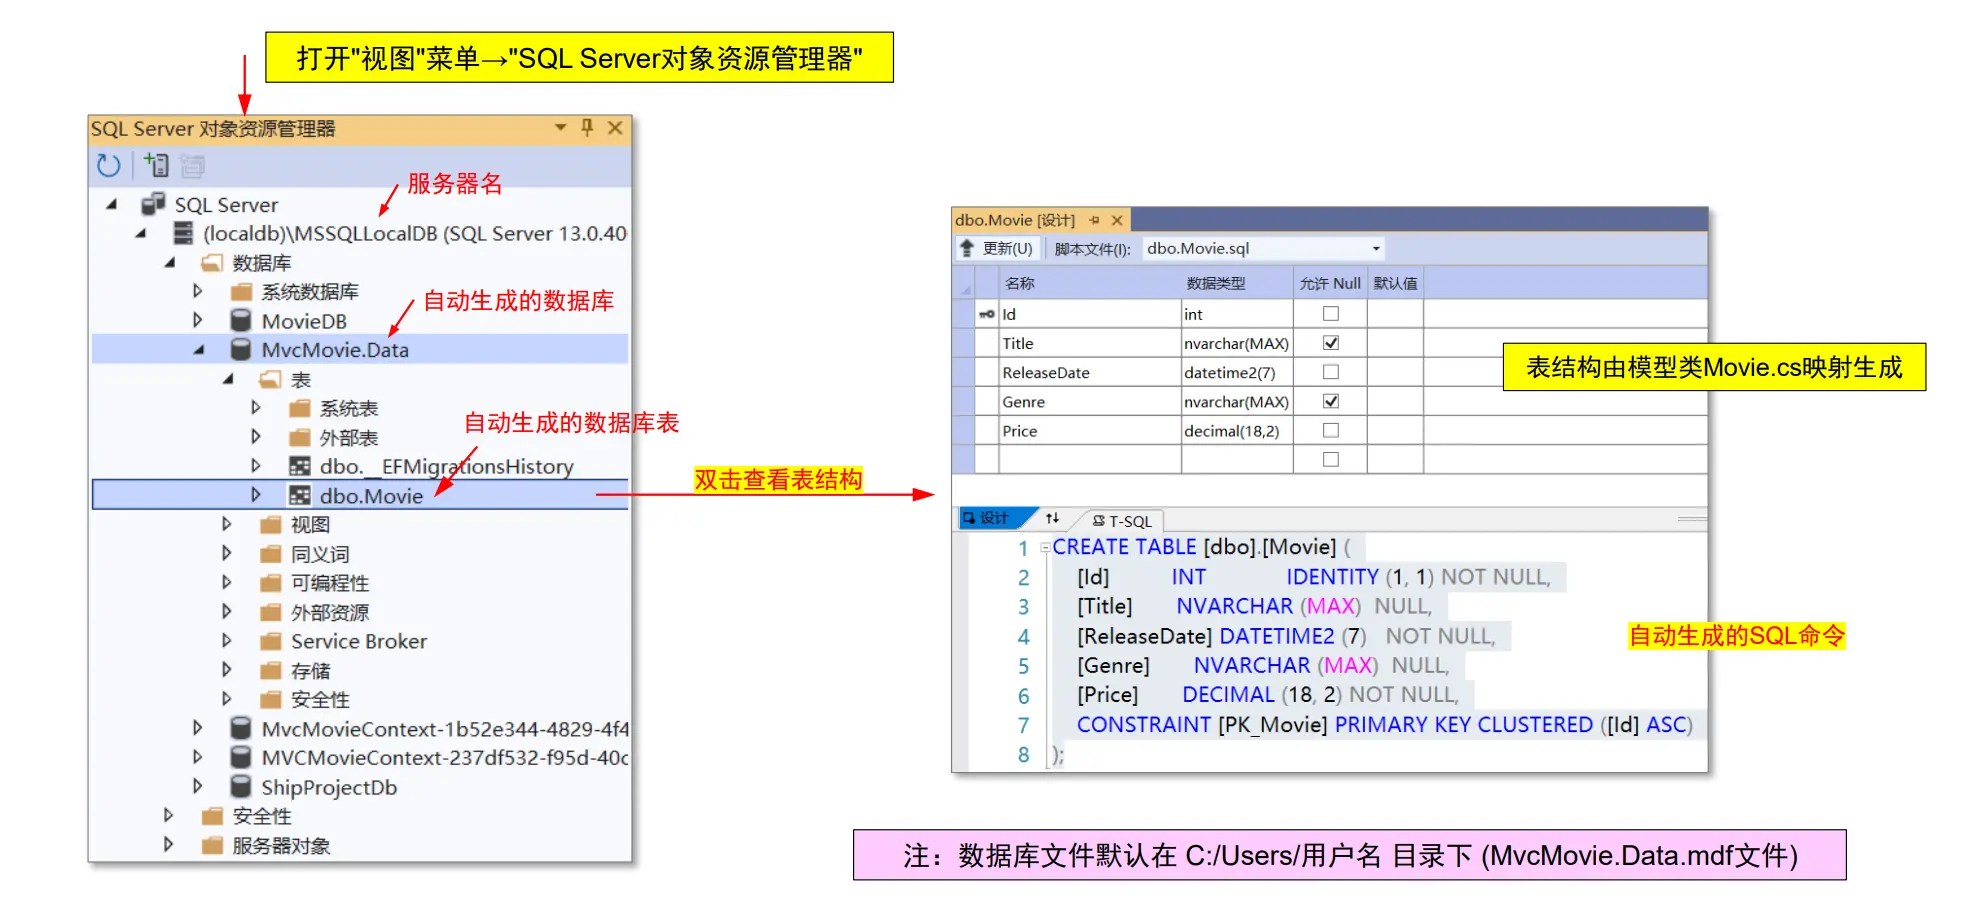 打开"视图"菜单→"SQL Server对象资源管理器"
SQL Server 对象资源管理器
服务器名
SQL Server
(localdb)\MSSQLLocalDB (SQL Server 13.0.40
数据库
系统数据库
自动生成的数据库
MovieDB
MvcMovie.Data
表
系统表
自动生成的数据库表
外部表
dbo.__EFMigrationsHistory
dbo.Movie
视图
同义词
可编程性
外部资源
Service Broker
存储
安全性
MvcMovieContext-1b52e344-4829-4f4
MVCMovieContext-237df532-f95d-40c
ShipProjectDb
安全性
服务器对象
双击查看表结构
dbo.Movie [设计]
更新(U) 脚本文件(I): dbo.Movie.sql
名称 数据类型 允许 Null 默认值
Id int
Title nvarchar(MAX)
ReleaseDate datetime2(7)
Genre nvarchar(MAX)
Price decimal(18,2)
表结构由模型类Movie.cs映射生成
设计 T-SQL
1 CREATE TABLE [dbo].[Movie] (
2 [Id] INT IDENTITY (1, 1) NOT NULL,
3 [Title] NVARCHAR (MAX) NULL,
4 [ReleaseDate] DATETIME2 (7) NOT NULL,
5 [Genre] NVARCHAR (MAX) NULL,
6 [Price] DECIMAL (18, 2) NOT NULL,
7 CONSTRAINT [PK_Movie] PRIMARY KEY CLUSTERED ([Id] ASC)
8 );
自动生成的SQL命令
注：数据库文件默认在 C:/Users/用户名 目录下 (MvcMovie.Data.mdf文件)